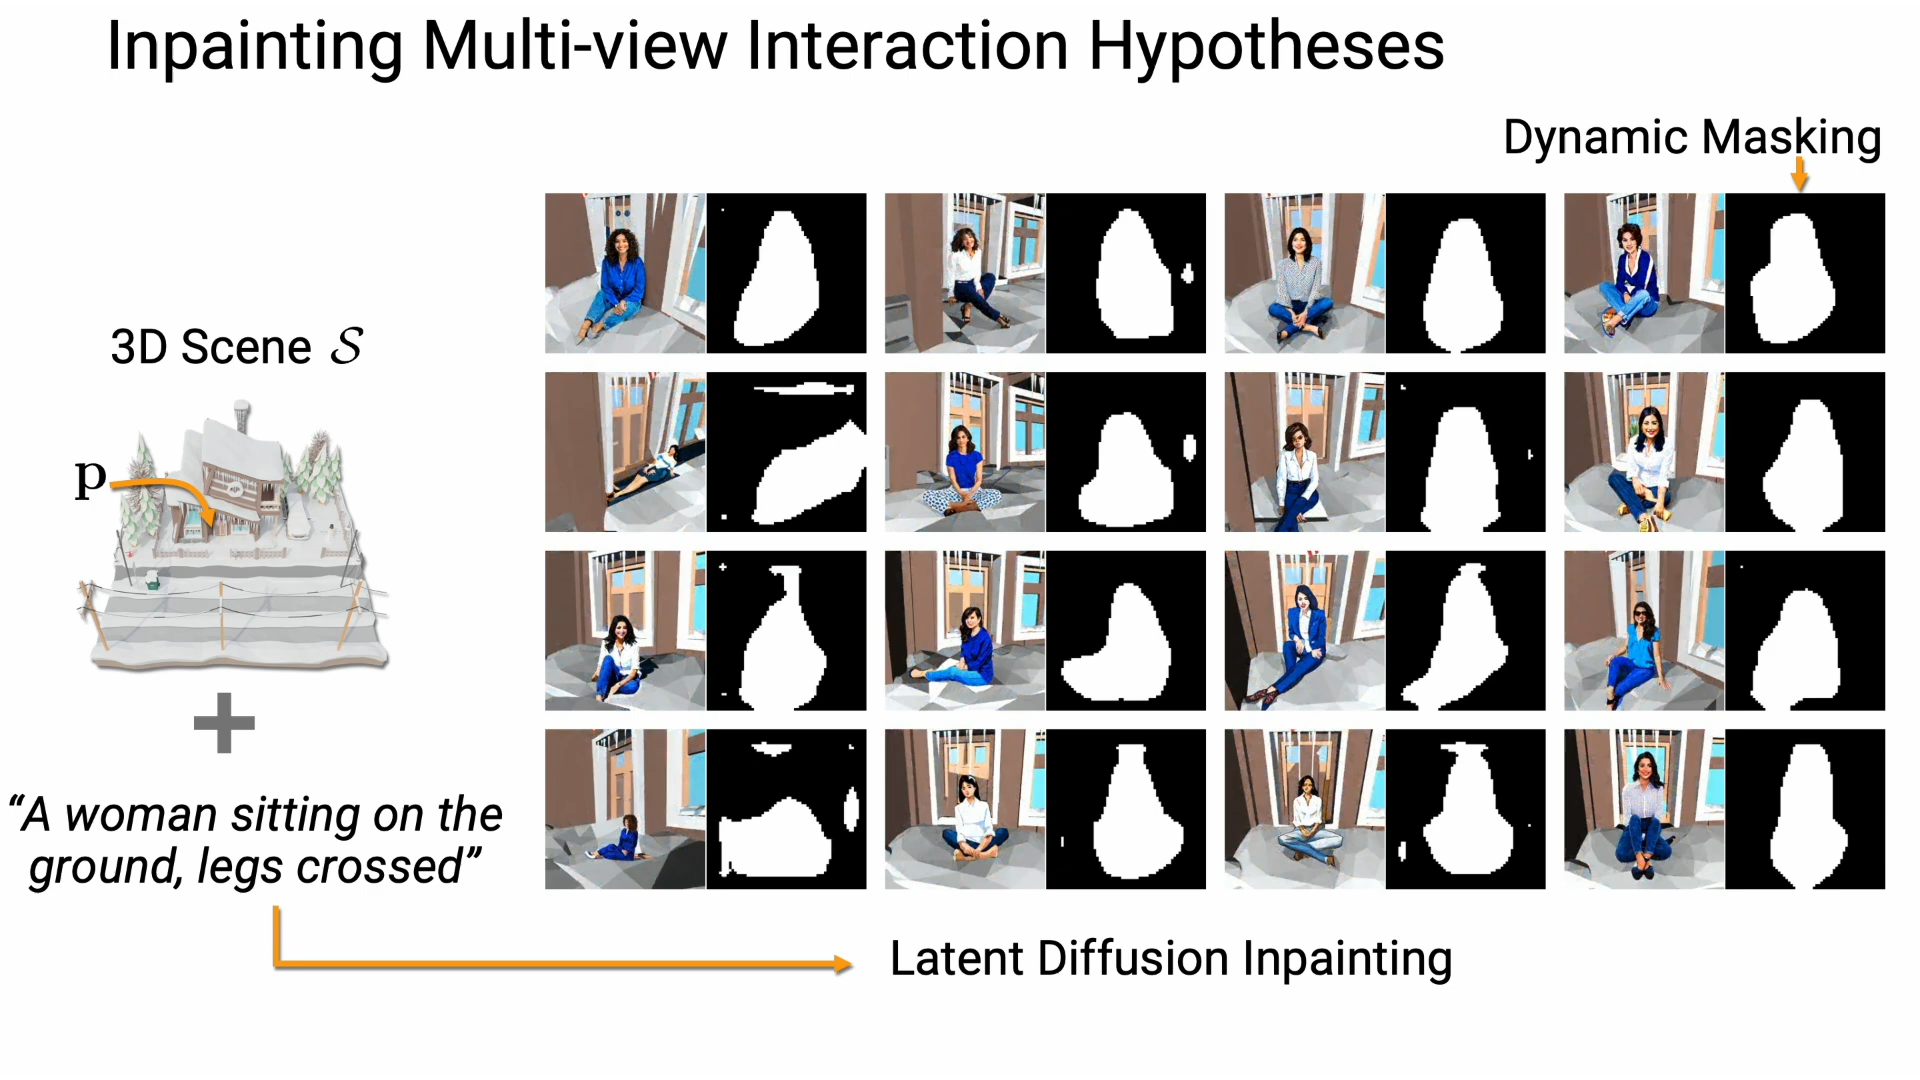 Inpainting Multi-view Interaction Hypotheses
Dynamic Masking
3D Scene 𝒮
p
“A woman sitting on the
ground, legs crossed”
Latent Diffusion Inpainting